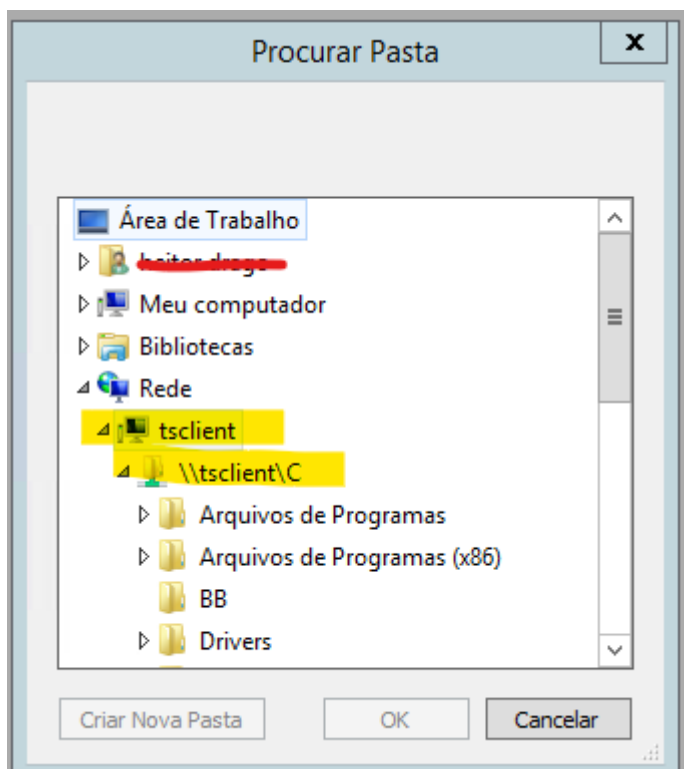 Procurar Pasta
x
Área de Trabalho
Meu computador
Bibliotecas
Rede
tsclient
\\tsclient\C
Arquivos de Programas
Arquivos de Programas (x86)
BB
Drivers
Criar Nova Pasta
OK
Cancelar